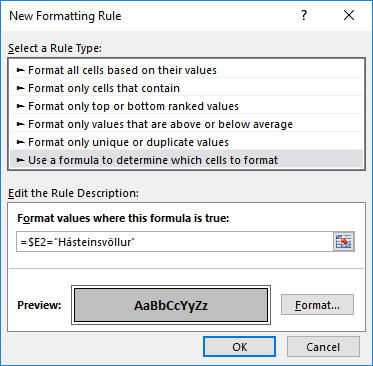 New Formatting Rule
? ×
Select a Rule Type:
► Format all cells based on their values
► Format only cells that contain
► Format only top or bottom ranked values
► Format only values that are above or below average
► Format only unique or duplicate values
► Use a formula to determine which cells to format
Edit the Rule Description:
Format values where this formula is true:
=$E2="Hásteinsvöllur"
Preview: AaBbCcYyZz Format...
OK Cancel